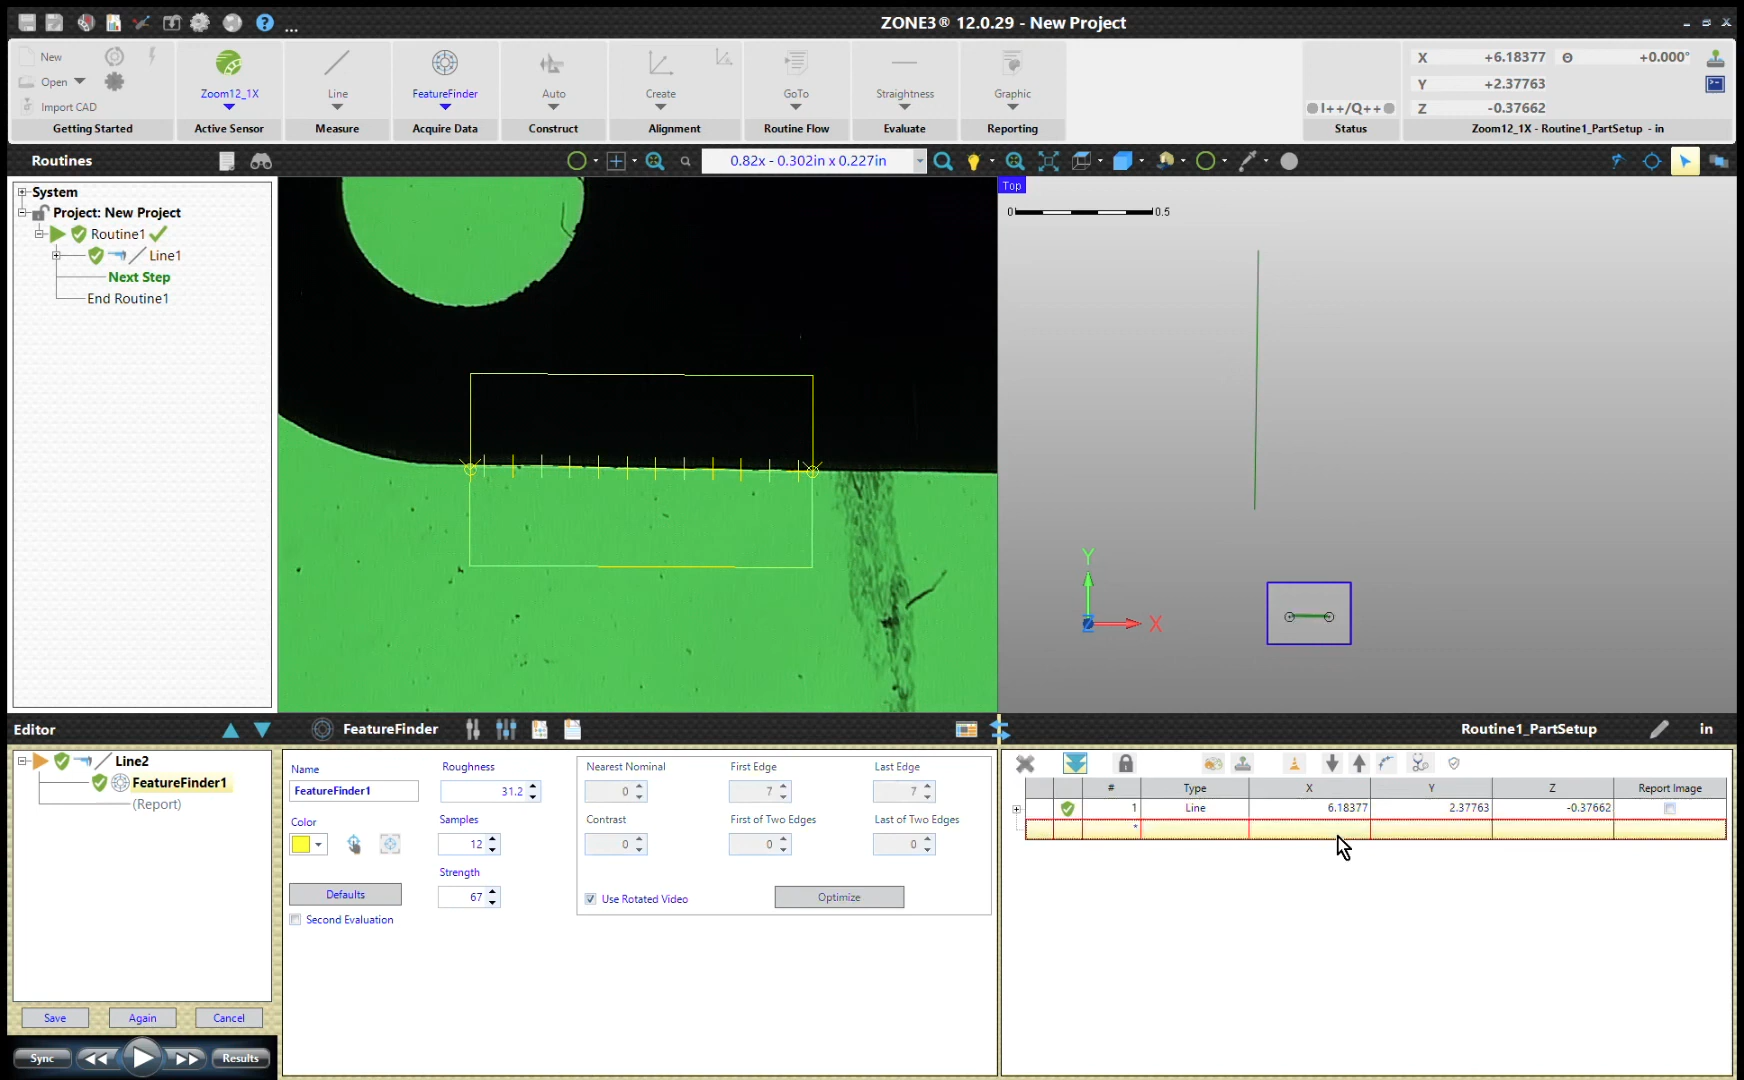 ... ZONE3® 12.0.29 - New Project
New
Open
Import CAD
Getting Started
Zoom12_1X
Active Sensor
Line
Measure
FeatureFinder
Acquire Data
Auto
Construct
Create
Alignment
GoTo
Routine Flow
Straightness
Evaluate
Graphic
Reporting
I++/Q++
Status
X +6.18377 Θ +0.000°
Y +2.37763
Z -0.37662
Zoom12_1X - Routine1_PartSetup - in
Routines
0.82x - 0.302in x 0.227in
System
Project: New Project
Routine1
Line1
Next Step
End Routine1
Top
0 0.5
Y
Z X
Editor
Line2
FeatureFinder1
(Report)
Save Again Cancel
Sync Results
FeatureFinder
Name
FeatureFinder1
Color
Defaults
Second Evaluation
Roughness
31.2
Samples
12
Strength
67
Nearest Nominal First Edge Last Edge
0 7 7
Contrast First of Two Edges Last of Two Edges
0 0 0
Use Rotated Video Optimize
Routine1_PartSetup in
# Type X Y Z Report Image
1 Line 6.18377 2.37763 -0.37662
*